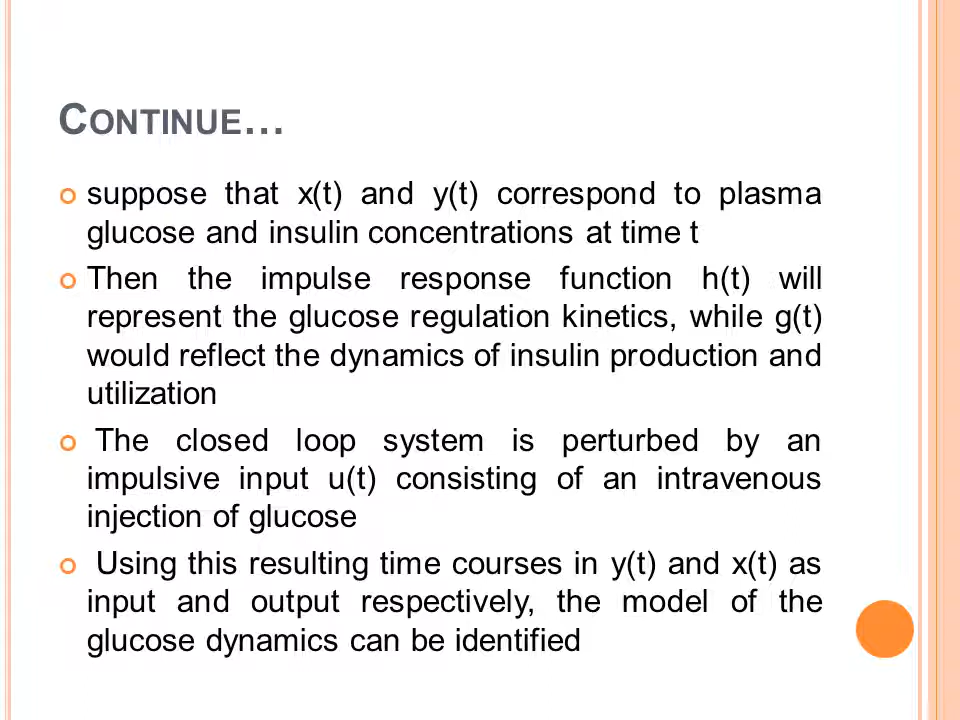 CONTINUE…
suppose that x(t) and y(t) correspond to plasma
glucose and insulin concentrations at time t
Then the impulse response function h(t) will
represent the glucose regulation kinetics, while g(t)
would reflect the dynamics of insulin production and
utilization
The closed loop system is perturbed by an
impulsive input u(t) consisting of an intravenous
injection of glucose
Using this resulting time courses in y(t) and x(t) as
input and output respectively, the model of the
glucose dynamics can be identified